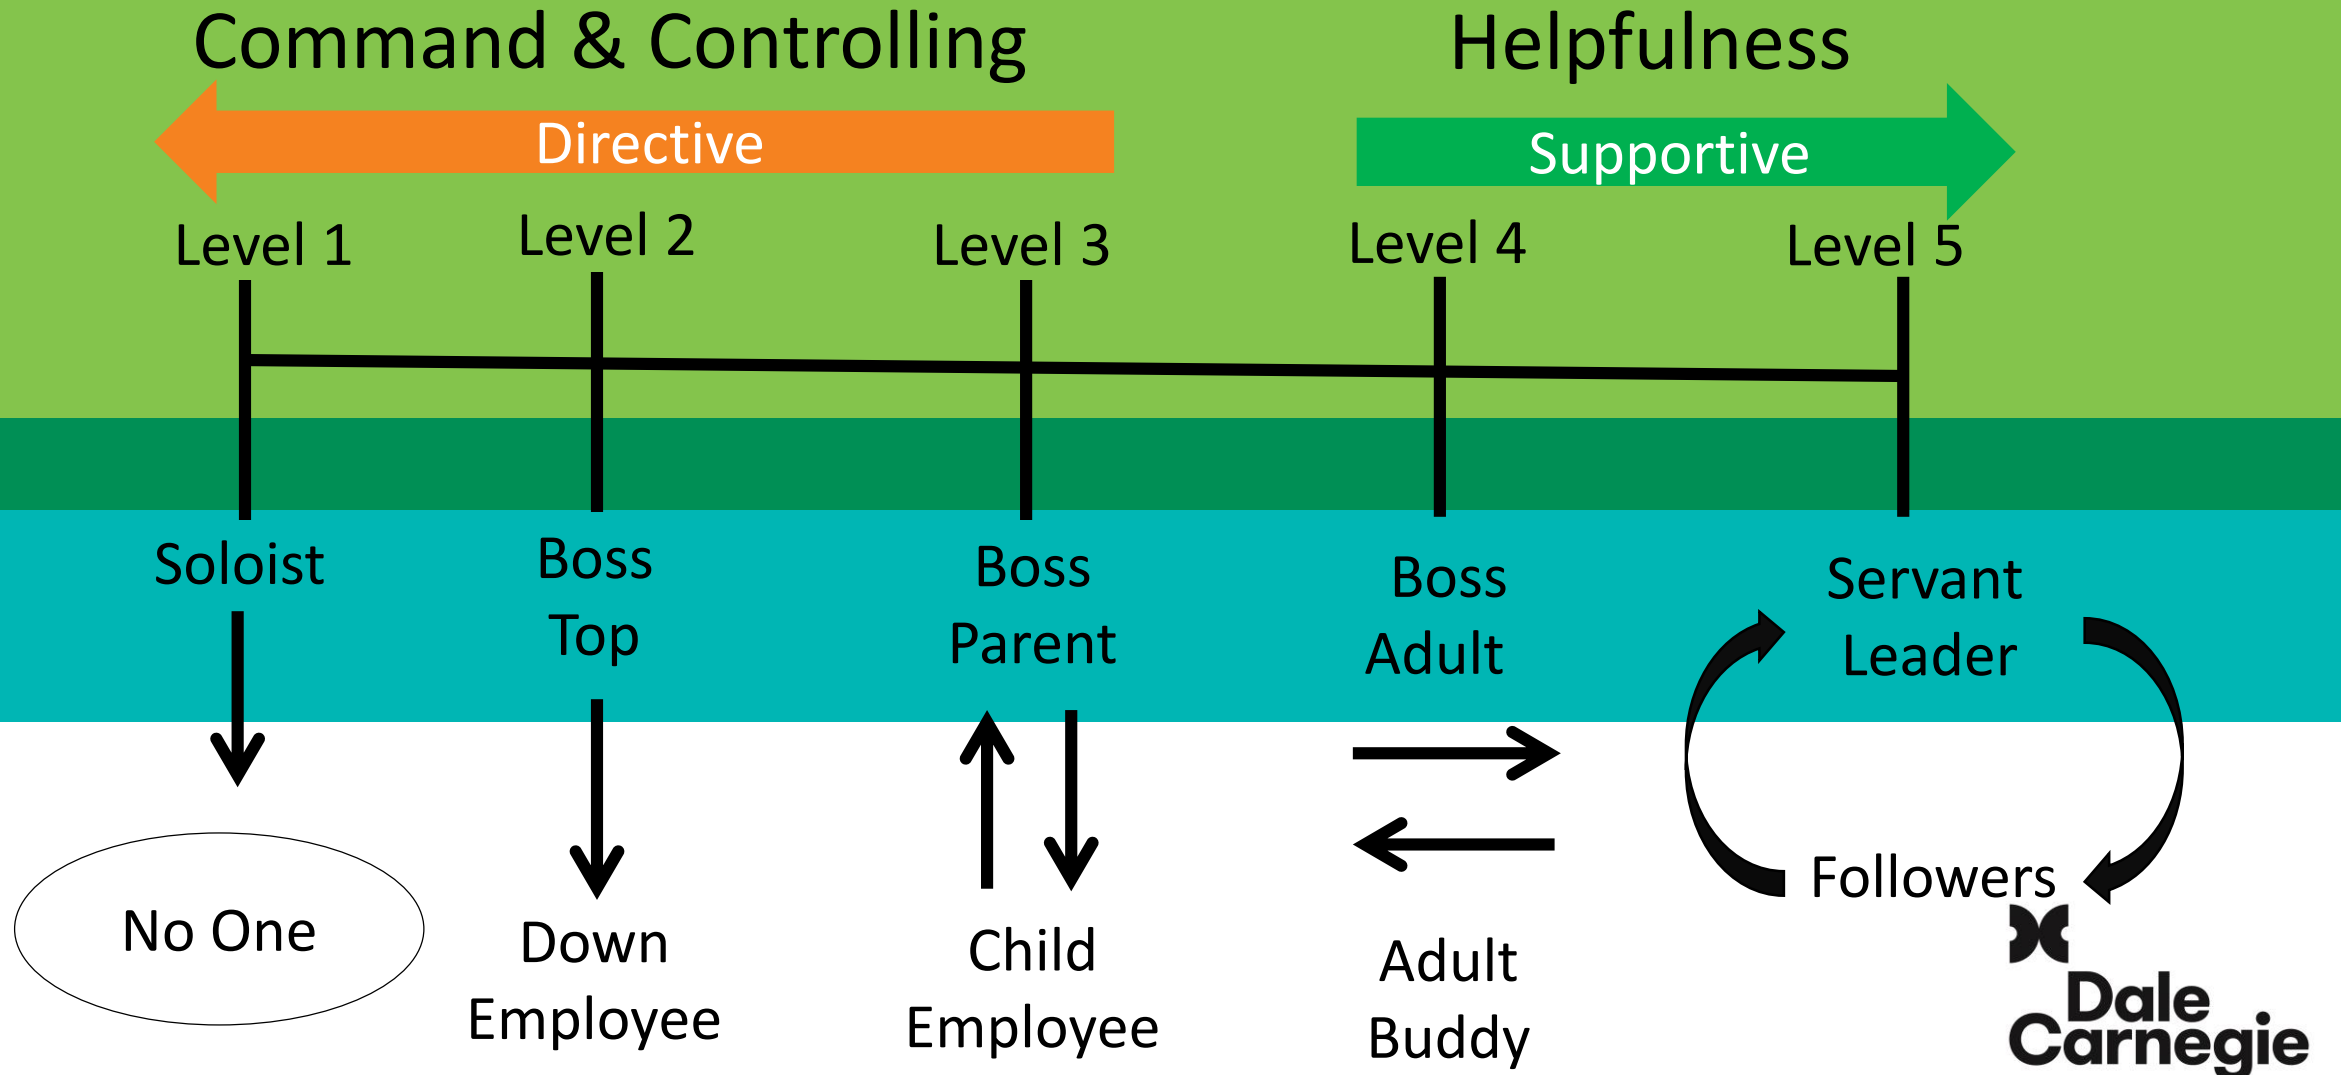 Command & Controlling
Helpfulness
Directive
Supportive
Level 1
Level 2
Level 3
Level 4
Level 5
Soloist
Boss
Top
Boss
Parent
Boss
Adult
Servant
Leader
No One
Down
Employee
Child
Employee
Adult
Buddy
Followers
Dale
Carnegie